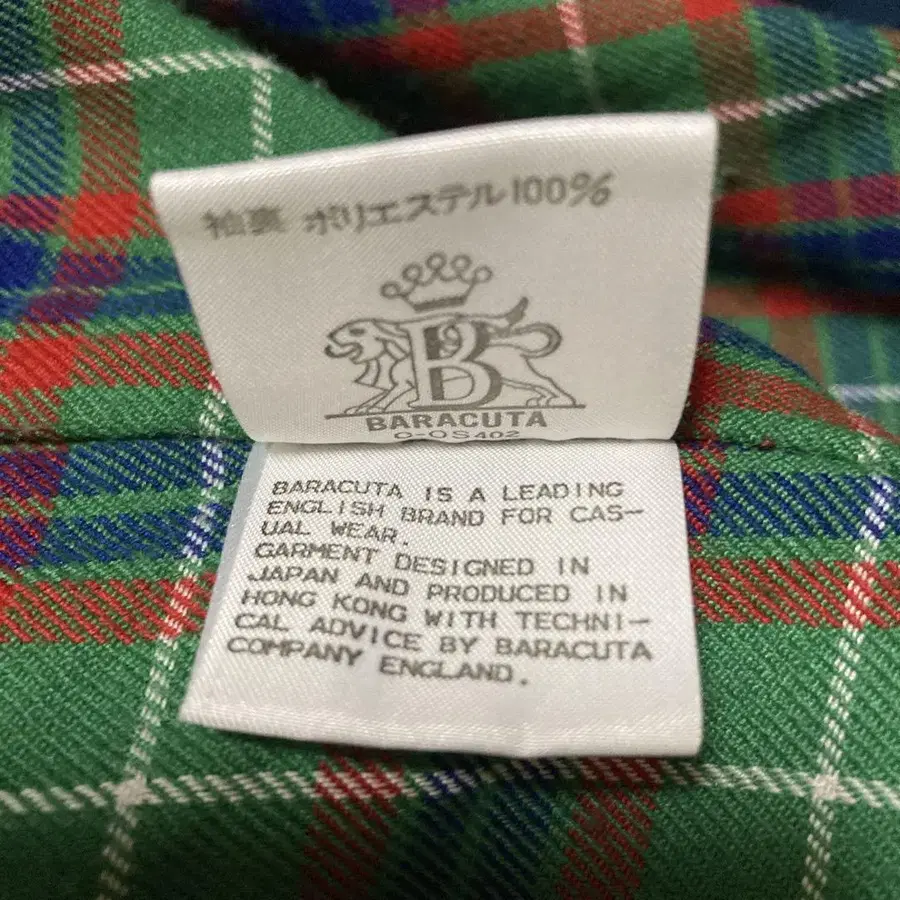 袖裏 ポリエステル100%
B
BARACUTA
O-OS402
BARACUTA IS A LEADING
ENGLISH BRAND FOR CAS-
UAL WEAR.
GARMENT DESIGNED IN
JAPAN AND PRODUCED IN
HONG KONG WITH TECHNI-
CAL ADVICE BY BARACUTA
COMPANY ENGLAND.